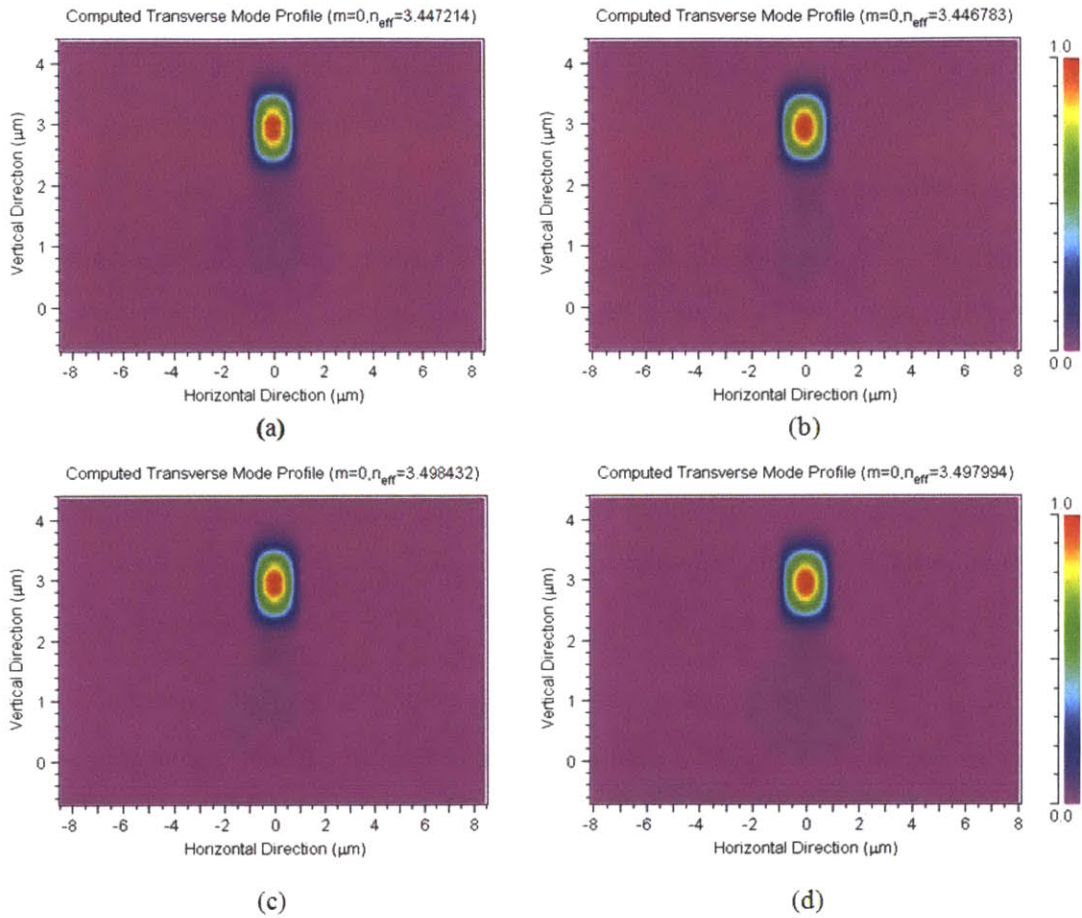 Computed Transverse Mode Profile (m=0,neff=3.447214)
Vertical Direction (µm)
4
3
2
1
0
-8 -6 -4 -2 0 2 4 6 8
Horizontal Direction (µm)
(a)
Computed Transverse Mode Profile (m=0,neff=3.446783)
Vertical Direction (µm)
4
3
2
1
0
-8 -6 -4 -2 0 2 4 6 8
Horizontal Direction (µm)
(b)
1.0
0.0
Computed Transverse Mode Profile (m=0,neff=3.498432)
Vertical Direction (µm)
4
3
2
1
0
-8 -6 -4 -2 0 2 4 6 8
Horizontal Direction (µm)
(c)
Computed Transverse Mode Profile (m=0,neff=3.497994)
Vertical Direction (µm)
4
3
2
1
0
-8 -6 -4 -2 0 2 4 6 8
Horizontal Direction (µm)
(d)
1.0
0.0